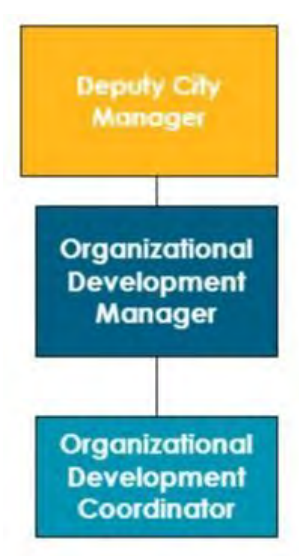 Deputy City
Manager
Organizational
Development
Manager
Organizational
Development
Coordinator